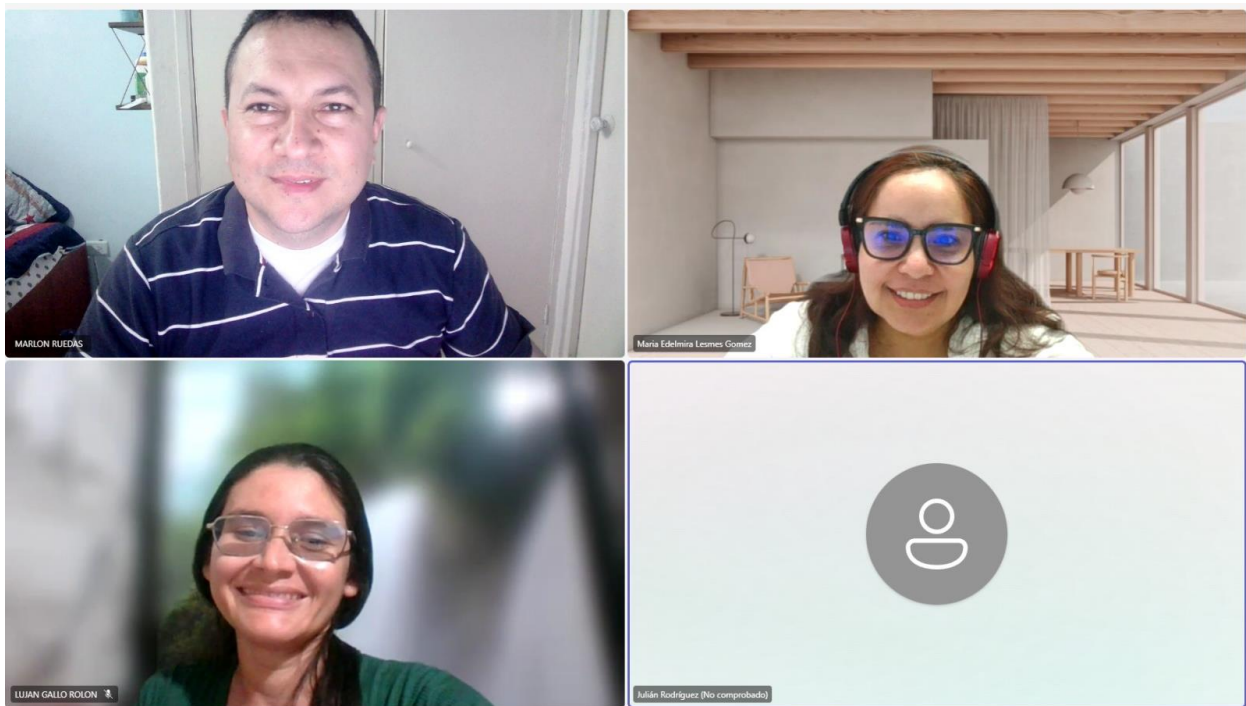 MARLON RUEDAS
Maria Edelmira Lesmes Gomez
LUJAN GALLO ROLON
Julián Rodríguez (No comprobado)